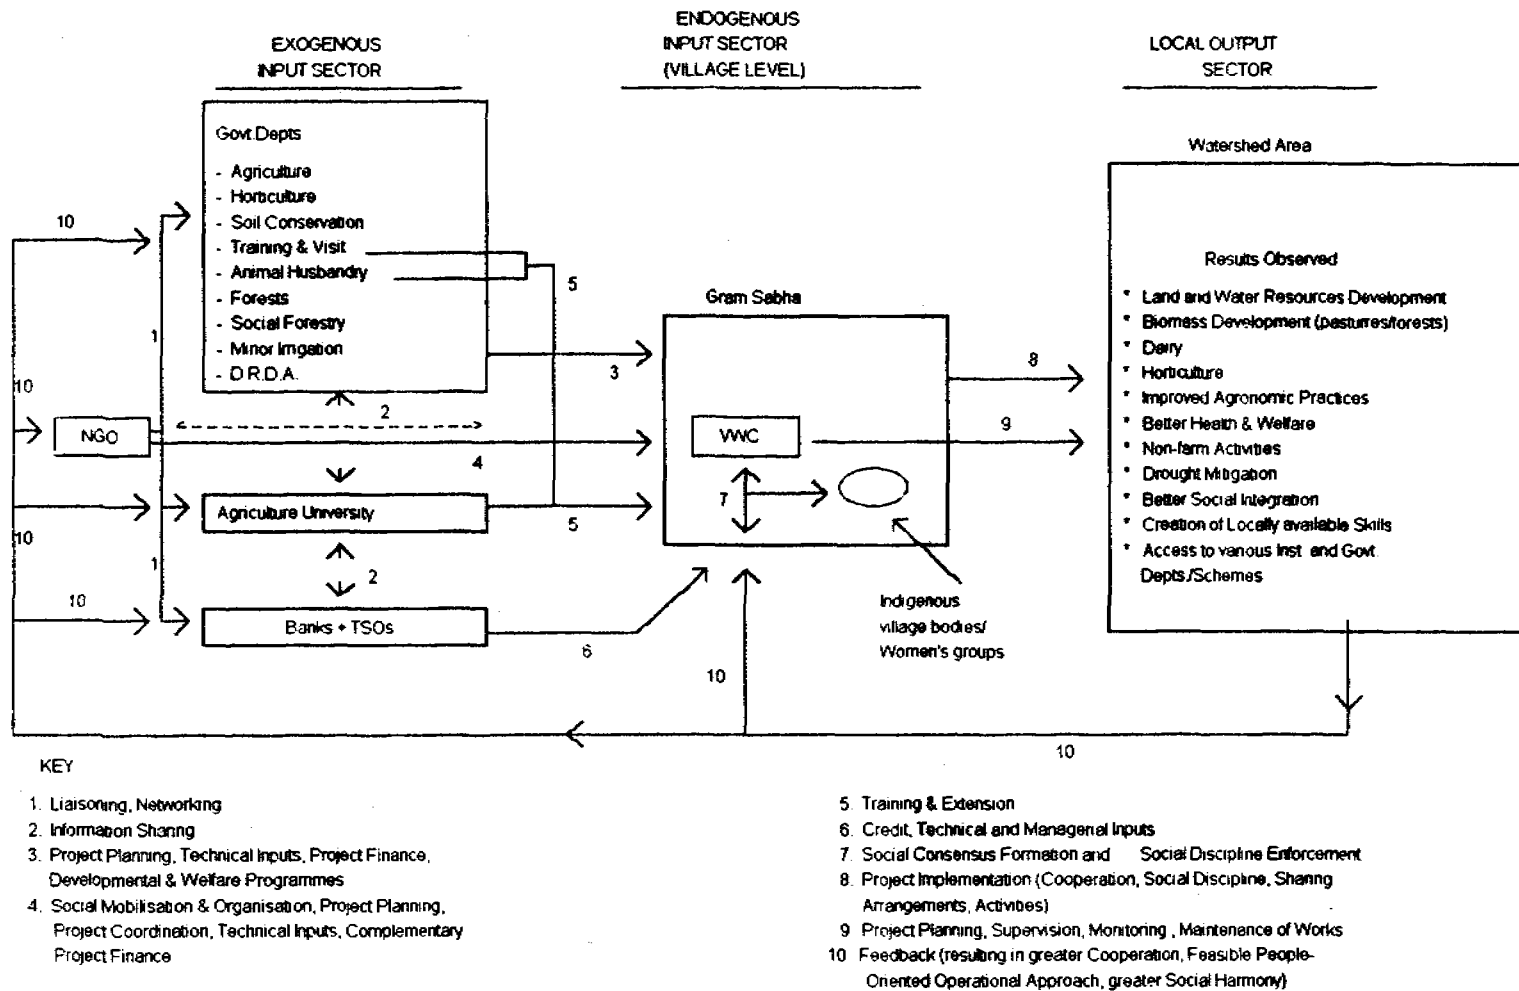 EXOGENOUS
INPUT SECTOR
ENDOGENOUS
INPUT SECTOR
(VILLAGE LEVEL)
LOCAL OUTPUT
SECTOR
Govt.Depts
- Agriculture
- Horticulture
- Soil Conservation
- Training & Visit
- Animal Husbandry
- Forests
- Social Forestry
- Minor Irrigation
- D.R.D.A.
10
1
10
NGO
2
5
3
4
Agriculture University
5
10
1
2
10
Banks + TSOs
6
Gram Sabha
VWC
7
Indigenous
village bodies/
Women's groups
10
8
9
Watershed Area
Results Observed
* Land and Water Resources Development
* Biomass Development (pasturres/forests)
* Dairy
* Horticulture
* Improved Agronomic Practices
* Better Health & Welfare
* Non-farm Activities
* Drought Mitigation
* Better Social Integration
* Creation of Locally available Skills
* Access to various Inst and Govt.
Depts./Schemes
10
KEY
1. Liaisoning, Networking
2. Information Sharing
3. Project Planning, Technical Inputs, Project Finance,
Developmental & Welfare Programmes
4. Social Mobilisation & Organisation, Project Planning,
Project Coordination, Technical Inputs, Complementary
Project Finance
5. Training & Extension
6. Credit, Technical and Managerial Inputs
7. Social Consensus Formation and Social Discipline Enforcement
8. Project Implementation (Cooperation, Social Discipline, Sharing
Arrangements, Activities)
9 Project Planning, Supervision, Monitoring , Maintenance of Works
10 Feedback (resulting in greater Cooperation, Feasible People-
Oriented Operational Approach, greater Social Harmony)